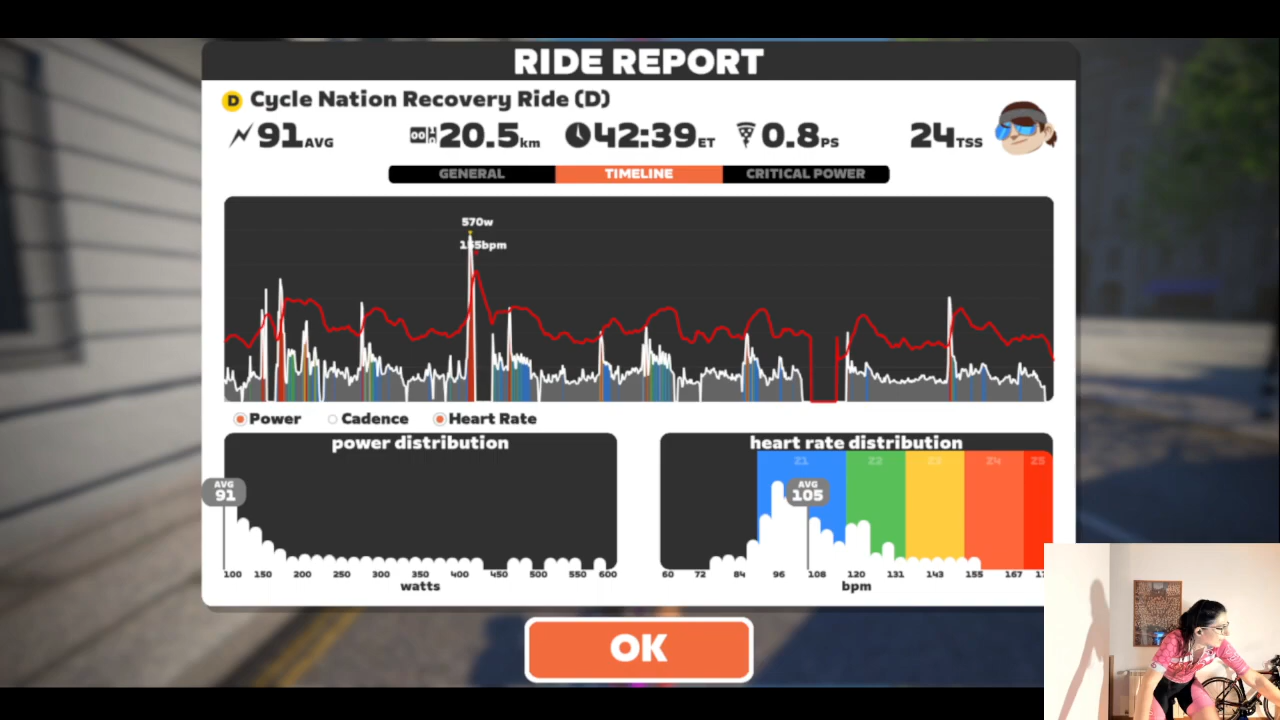 RIDE REPORT
D Cycle Nation Recovery Ride (D)
91AVG 20.5km 42:39ET 0.8PS 24TSS
GENERAL TIMELINE CRITICAL POWER
570w
155bpm
Power Cadence Heart Rate
power distribution
AVG
91
100 150 200 250 300 350 400 450 500 550 600
watts
heart rate distribution
Z1 Z2 Z3 Z4 Z5
AVG
105
60 72 84 96 108 120 131 143 155 167
bpm
OK